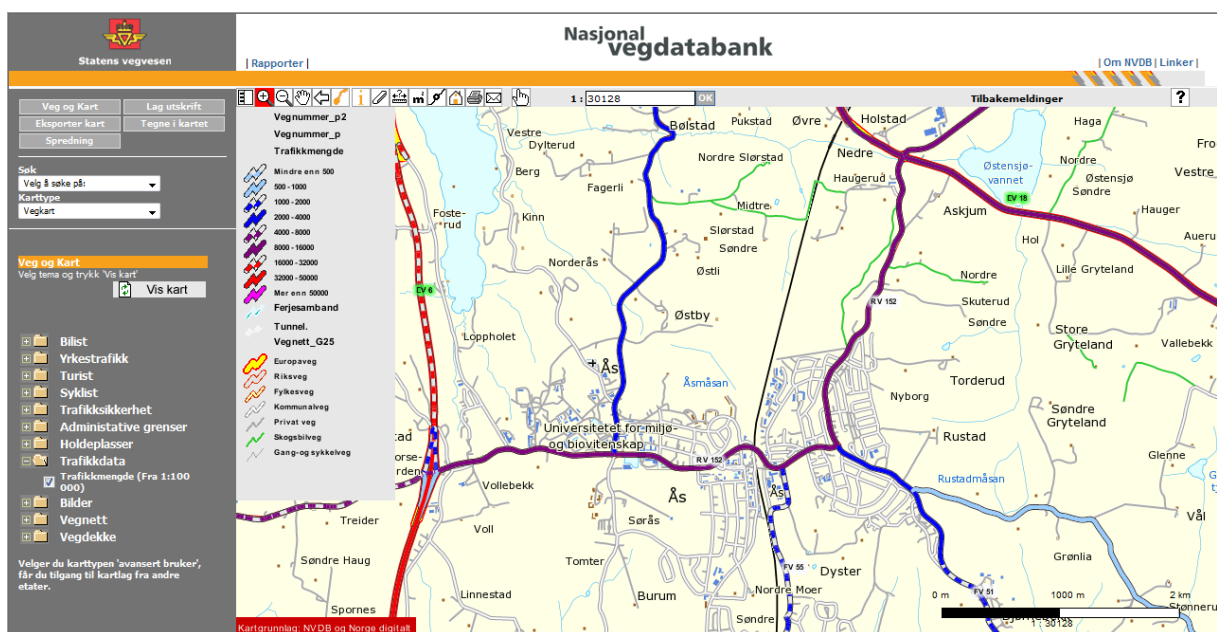 Statens vegvesen
Nasjonal
vegdatabank
| Rapporter |
| Om NVDB | Linker |
Veg og Kart
Lag utskrift
Eksporter kart
Tegne i kartet
Spredning
Søk
Velg å søke på:
Karttype
Vegkart
Veg og Kart
Velg tema og trykk 'Vis kart'
Vis kart
Bilist
Yrkestrafikk
Turist
Syklist
Trafikksikkerhet
Administative grenser
Holdeplasser
Trafikkdata
Trafikkmengde (Fra 1:100
000)
Bilder
Vegnett
Vegdekke
Velger du karttypen 'avansert bruker',
får du tilgang til kartlag fra andre
etater.
1 : 30128 OK
Tilbakemeldinger
?
Vegnummer_p2
Vegnummer_p
Trafikkmengde
Mindre enn 500
500 - 1000
1000 - 2000
2000 - 4000
4000 - 8000
8000 - 16000
16000 - 32000
32000 - 50000
Mer enn 50000
Ferjesamband
Tunnel.
Vegnett_G25
Europaveg
Riksveg
Fylkesveg
Kommunalveg
Privat veg
Skogsbilveg
Gang-og sykkelveg
Bølstad
Pukstad
Øvre
Holstad
Haga
Vestre
Dylterud
Nordre Slørstad
Nedre
Østensjø-
vannet
Nordre
Østensjø
Søndre
Fro
Vestre
Berg
Fagerli
Haugerud
EV 18
Midtre
Foste-
rud
Kinn
Askjum
Hauger
Slørstad
Søndre
Hol
Aueru
Norderås
Østli
Nordre
Lille Gryteland
EV 6
RV 152
Skuterud
Østby
Søndre
Store
Gryteland
Loppholet
Vallebekk
Ås
Åsmåsan
Torderud
Nyborg
Søndre
Gryteland
Universitetet for miljø-
og biovitenskap
Rustad
RV 152
Glenne
Vollebekk
Ås
Ås
Rustadmåsan
Vål
Treider
Voll
Sørås
Søndre Haug
Tomter
FV 55
Dyster
Grønlia
Linnestad
Burum
Nordre Moer
FV 51
Spornes
Søndre
0 m
1000 m
2 km
1 : 30128
Kartgrunnlag: NVDB og Norge digitalt